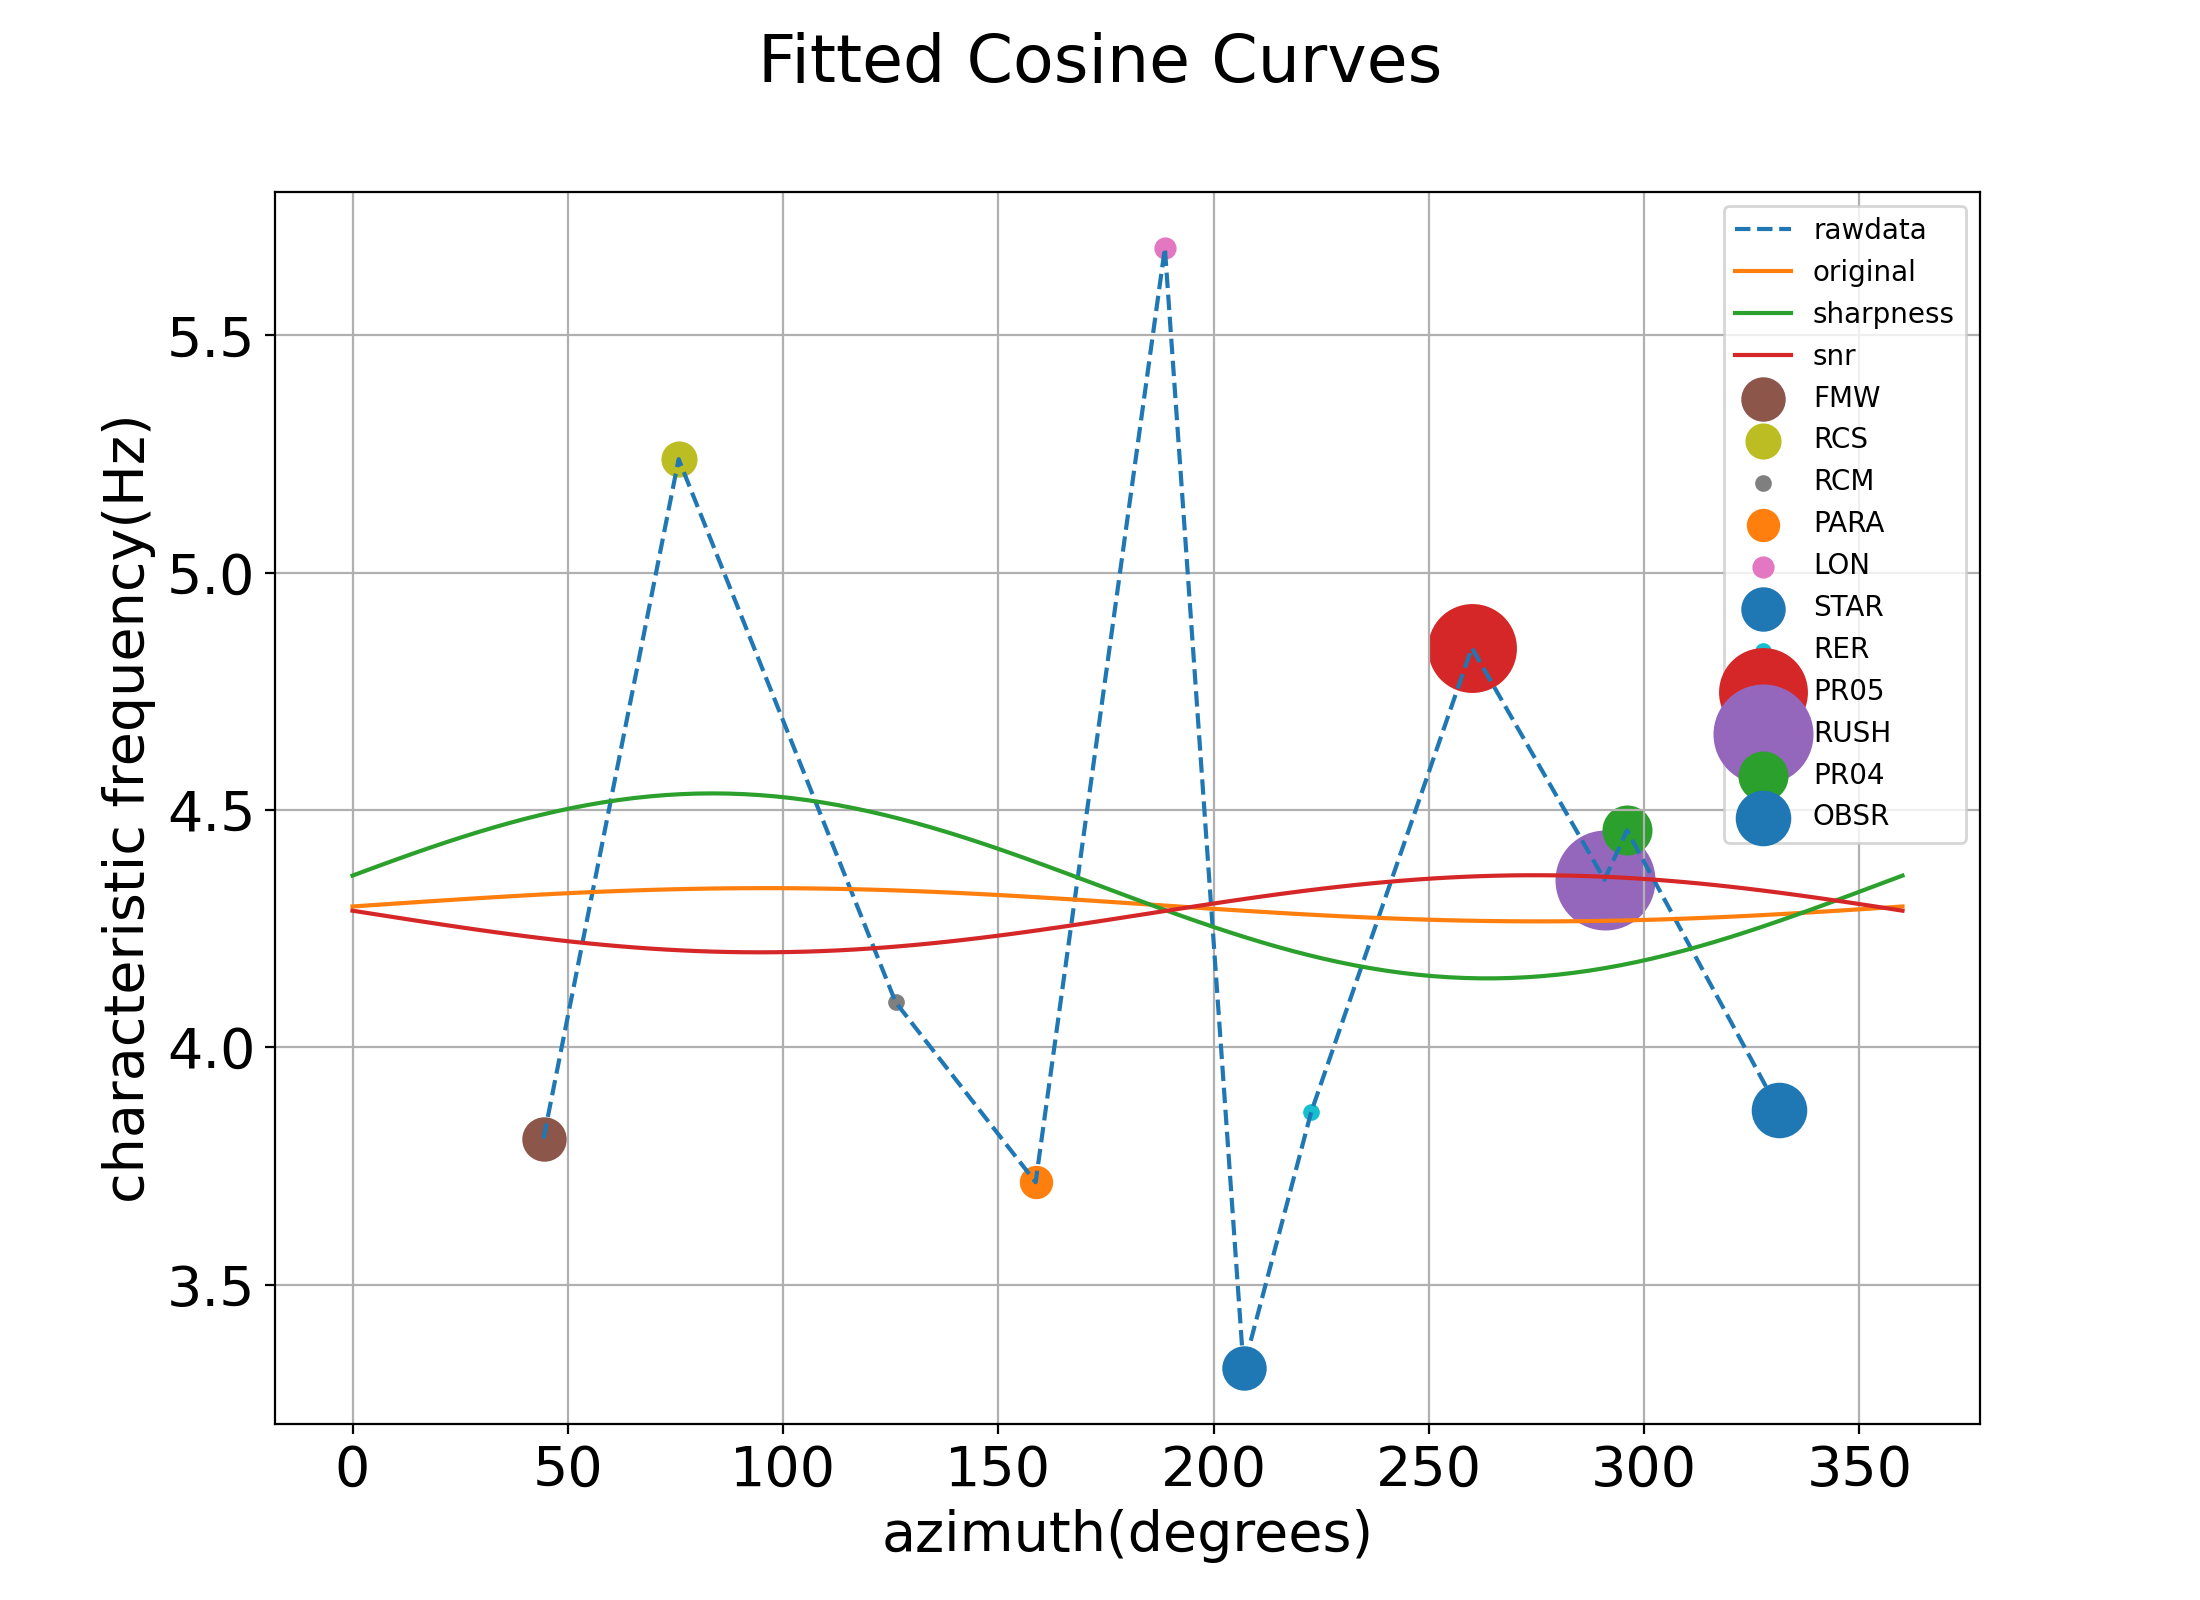 Fitted Cosine Curves
characteristic frequency(Hz)
5.5
5.0
4.5
4.0
3.5
rawdata
original
sharpness
snr
FMW
RCS
RCM
PARA
LON
STAR
RER
PR05
RUSH
PR04
OBSR
0 50 100 150 200 250 300 350
azimuth(degrees)